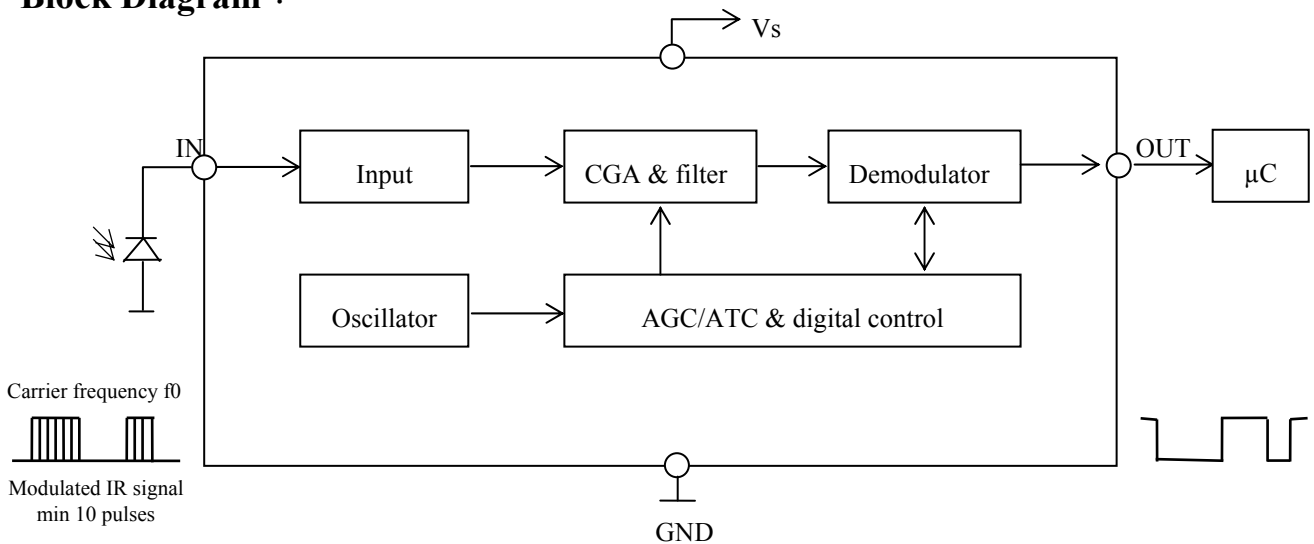 Block Diagram :
Vs
IN
Input
CGA & filter
Demodulator
OUT
µC
Oscillator
AGC/ATC & digital control
Carrier frequency f0
Modulated IR signal
min 10 pulses
GND